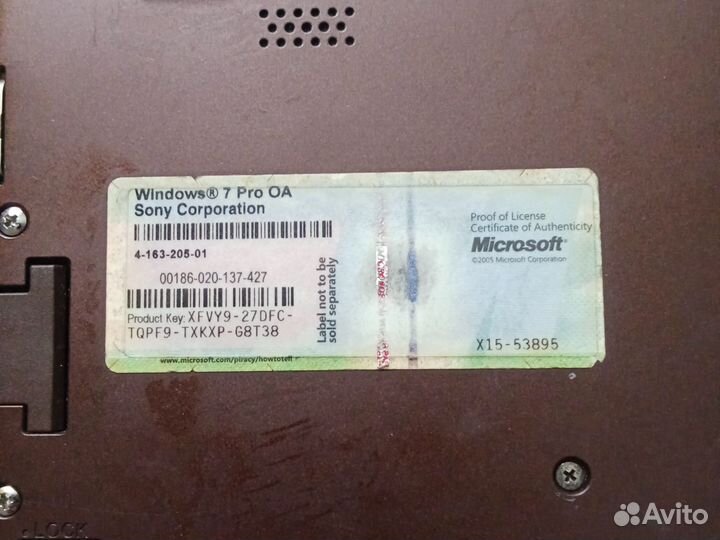 Windows® 7 Pro OA
Sony Corporation
4-163-205-01
00186-020-137-427
Product Key: XFVY9-27DFC-
TQPF9-TXKXP-G8T38
www.microsoft.com/piracy/howtotell
Label not to be
sold separately
Proof of License
Certificate of Authenticity
Microsoft®
©2005 Microsoft Corporation
X15-53895
LOCK
Avito